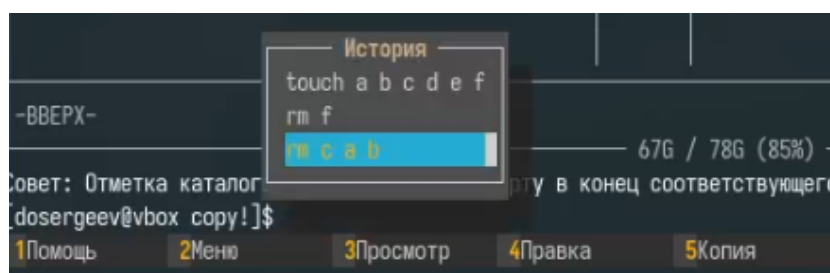 История
touch a b c d e f
-ВВЕРХ-
rm f
rm c a b
67G / 78G (85%)
Совет: Отметка каталог рту в конец соответствующег
[dosergeev@vbox copy!]$
1Помощь 2Меню 3Просмотр 4Правка 5Копия